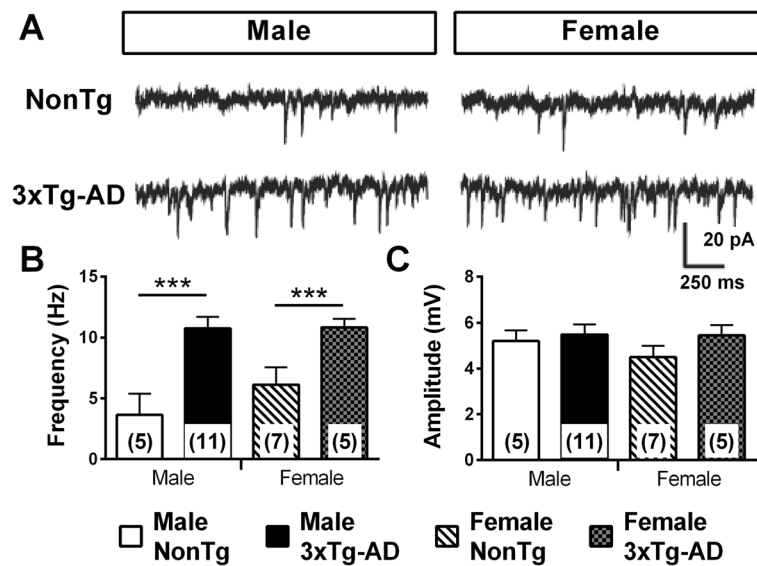 A
Male
Female
NonTg
3xTg-AD
20 pA
250 ms
B
Frequency (Hz)
15
10
5
0
***
***
(5)
(11)
(7)
(5)
Male
Female
C
Amplitude (mV)
8
6
4
2
0
(5)
(11)
(7)
(5)
Male
Female
Male
NonTg
Male
3xTg-AD
Female
NonTg
Female
3xTg-AD